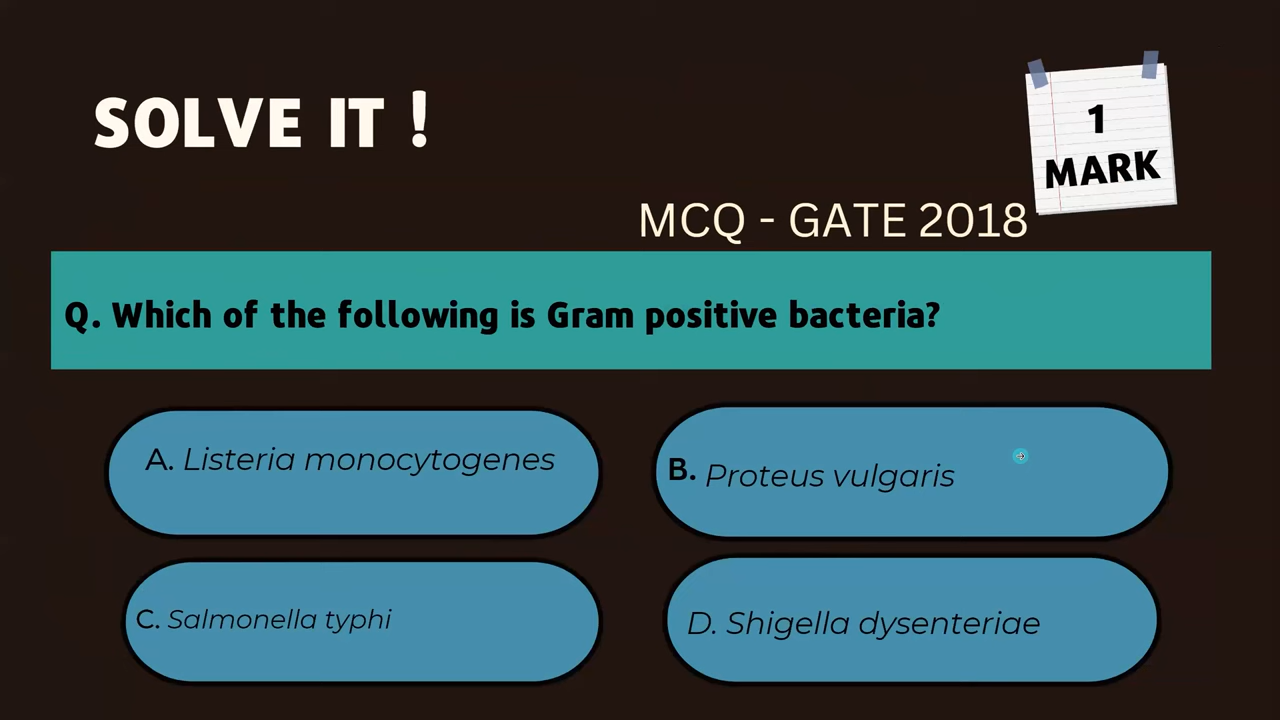 SOLVE IT !
1
MARK
MCQ - GATE 2018
Q. Which of the following is Gram positive bacteria?
A. Listeria monocytogenes
B. Proteus vulgaris
C. Salmonella typhi
D. Shigella dysenteriae